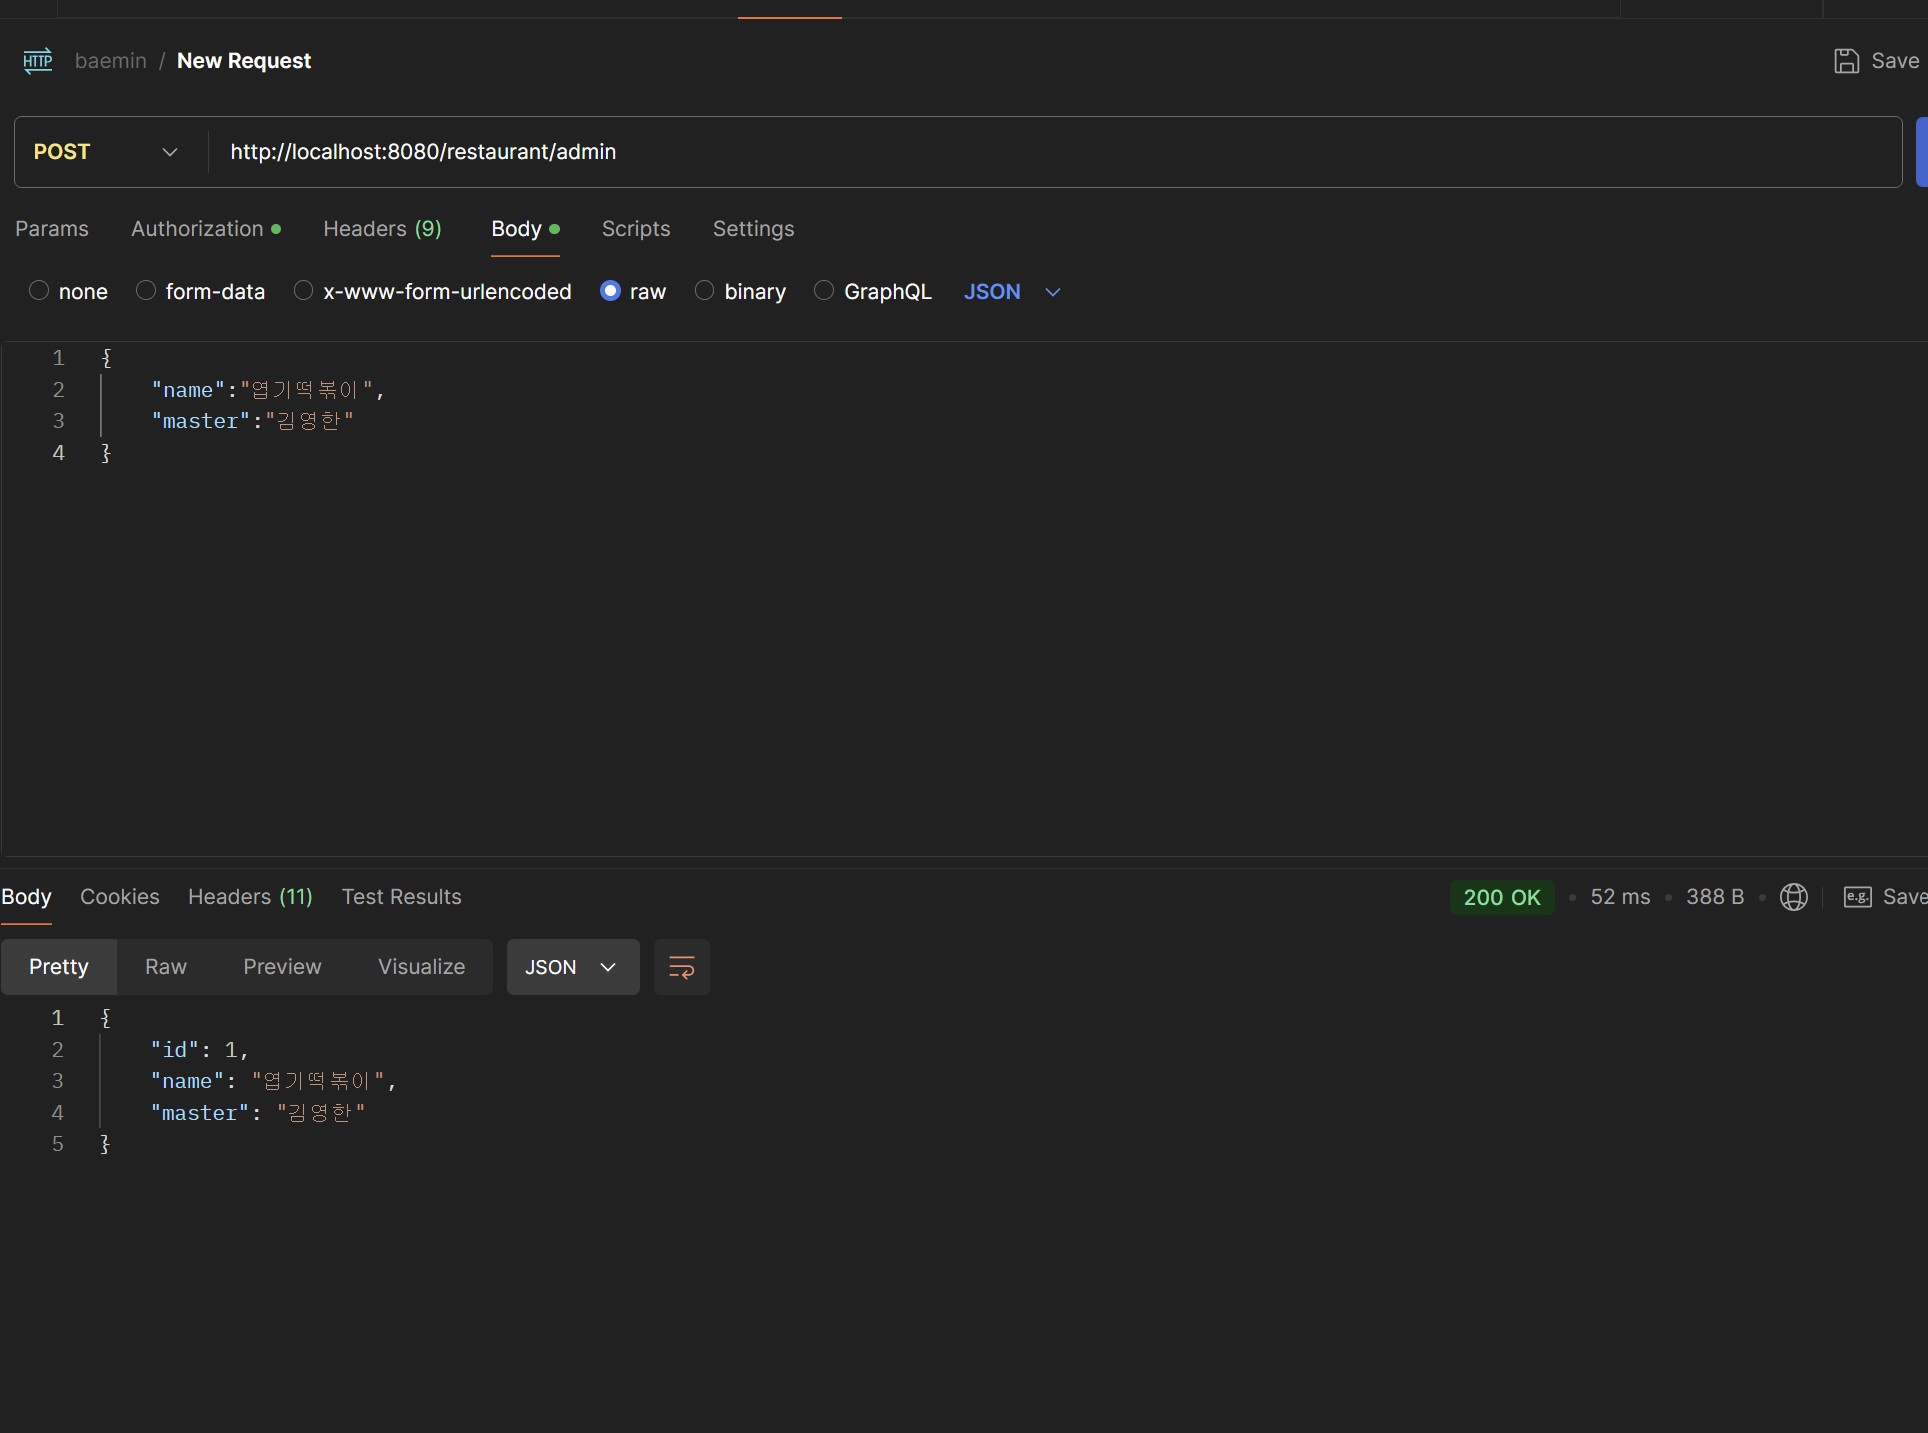 HTTP baemin / New Request Save
POST http://localhost:8080/restaurant/admin
Params Authorization Headers (9) Body Scripts Settings
none form-data x-www-form-urlencoded raw binary GraphQL JSON
1 {
2 "name":"엽기떡볶이",
3 "master":"김영한"
4 }
Body Cookies Headers (11) Test Results 200 OK • 52 ms • 388 B • e.g. Save
Pretty Raw Preview Visualize JSON
1 {
2 "id": 1,
3 "name": "엽기떡볶이",
4 "master": "김영한"
5 }